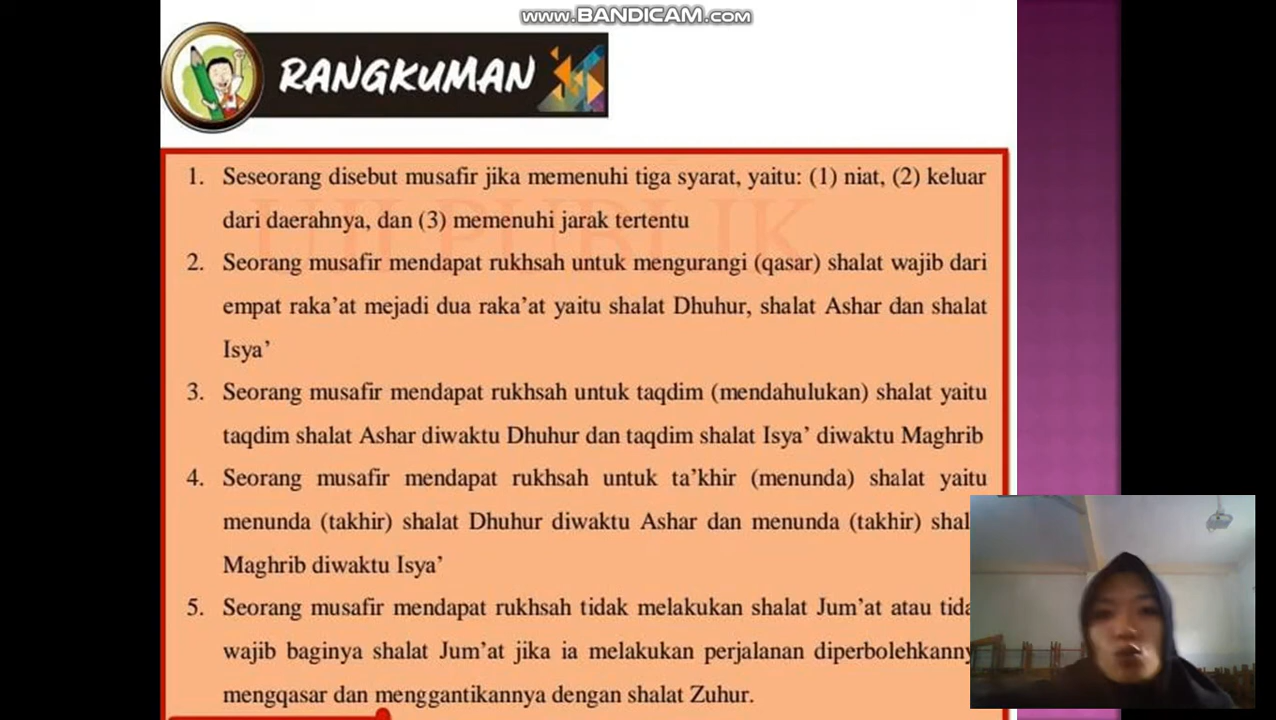 www.BANDICAM.com
RANGKUMAN
UJI PUBLIK
1. Seseorang disebut musafir jika memenuhi tiga syarat, yaitu: (1) niat, (2) keluar
dari daerahnya, dan (3) memenuhi jarak tertentu
2. Seorang musafir mendapat rukhsah untuk mengurangi (qasar) shalat wajib dari
empat raka’at mejadi dua raka’at yaitu shalat Dhuhur, shalat Ashar dan shalat
Isya’
3. Seorang musafir mendapat rukhsah untuk taqdim (mendahulukan) shalat yaitu
taqdim shalat Ashar diwaktu Dhuhur dan taqdim shalat Isya’ diwaktu Maghrib
4. Seorang musafir mendapat rukhsah untuk ta’khir (menunda) shalat yaitu
menunda (takhir) shalat Dhuhur diwaktu Ashar dan menunda (takhir) shal
Maghrib diwaktu Isya’
5. Seorang musafir mendapat rukhsah tidak melakukan shalat Jum’at atau tida
wajib baginya shalat Jum’at jika ia melakukan perjalanan diperbolehkanny
mengqasar dan menggantikannya dengan shalat Zuhur.